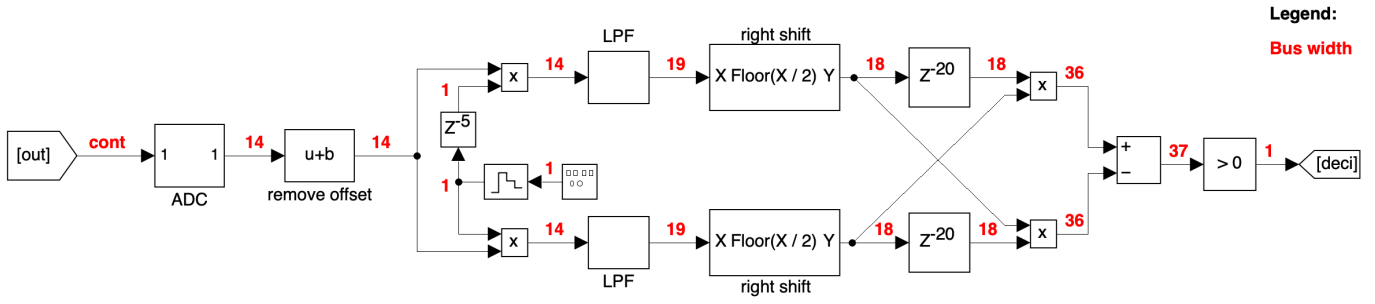 Legend:
Bus width
LPF
right shift
14
19
18
18
36
x
X Floor(X / 2) Y
Z-20
x
1
Z-5
[out]
cont
1 1
ADC
14
u+b
remove offset
14
1
1
+
−
37
> 0
1
[deci]
x
14
LPF
19
X Floor(X / 2) Y
right shift
18
Z-20
18
x
36